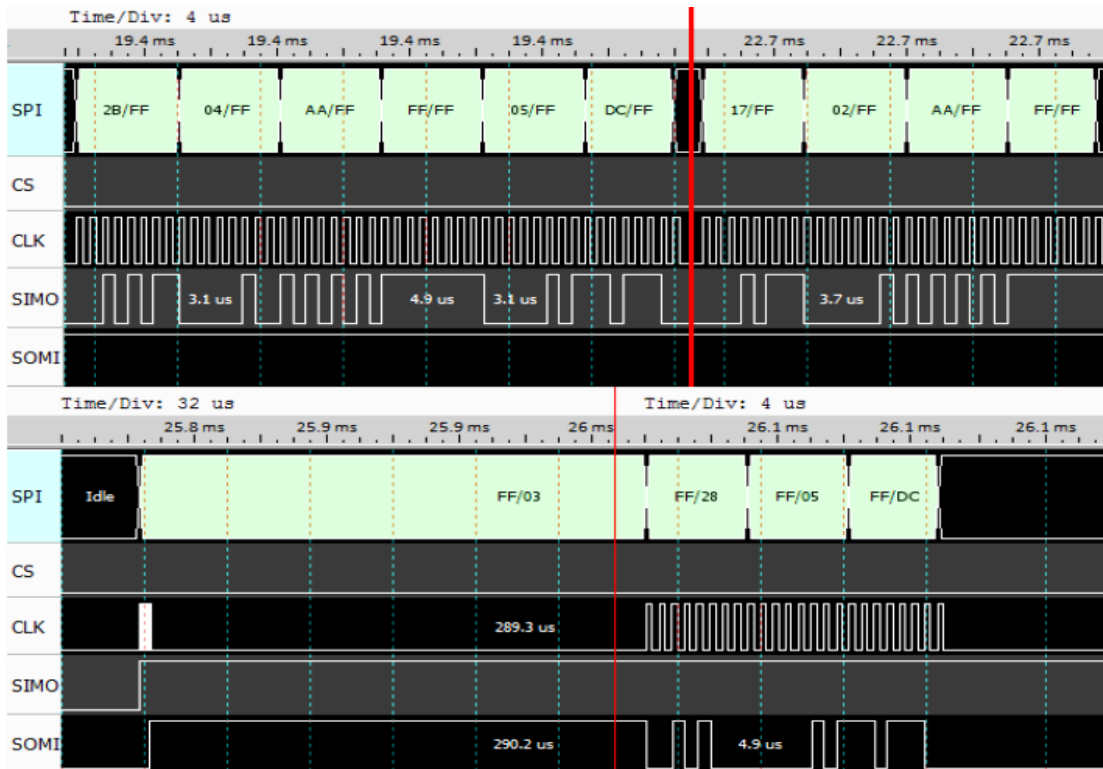 Time/Div: 4 us
19.4 ms 19.4 ms 19.4 ms 19.4 ms 22.7 ms 22.7 ms 22.7 ms
SPI 2B/FF 04/FF AA/FF FF/FF 05/FF DC/FF 17/FF 02/FF AA/FF FF/FF
CS
CLK
SIMO 3.1 us 4.9 us 3.1 us 3.7 us
SOMI
Time/Div: 32 us Time/Div: 4 us
25.8 ms 25.9 ms 25.9 ms 26 ms 26.1 ms 26.1 ms 26.1 ms
SPI Idle FF/03 FF/28 FF/05 FF/DC
CS
CLK 289.3 us
SIMO
SOMI 290.2 us 4.9 us